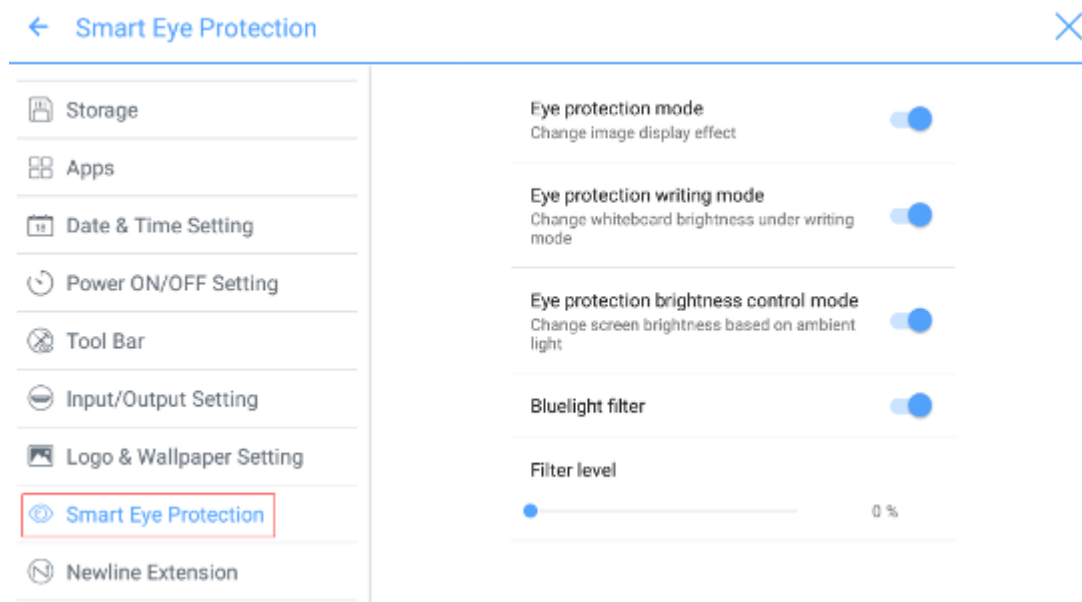 Smart Eye Protection
Storage
Apps
Date & Time Setting
Power ON/OFF Setting
Tool Bar
Input/Output Setting
Logo & Wallpaper Setting
Smart Eye Protection
Newline Extension
Eye protection mode
Change image display effect
Eye protection writing mode
Change whiteboard brightness under writing
mode
Eye protection brightness control mode
Change screen brightness based on ambient
light
Bluelight filter
Filter level
0 %